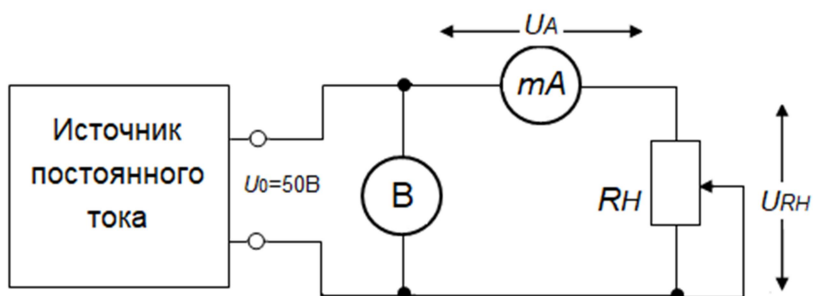 UA
mA
Источник
постоянного
тока
U0=50В
В
RH
URH